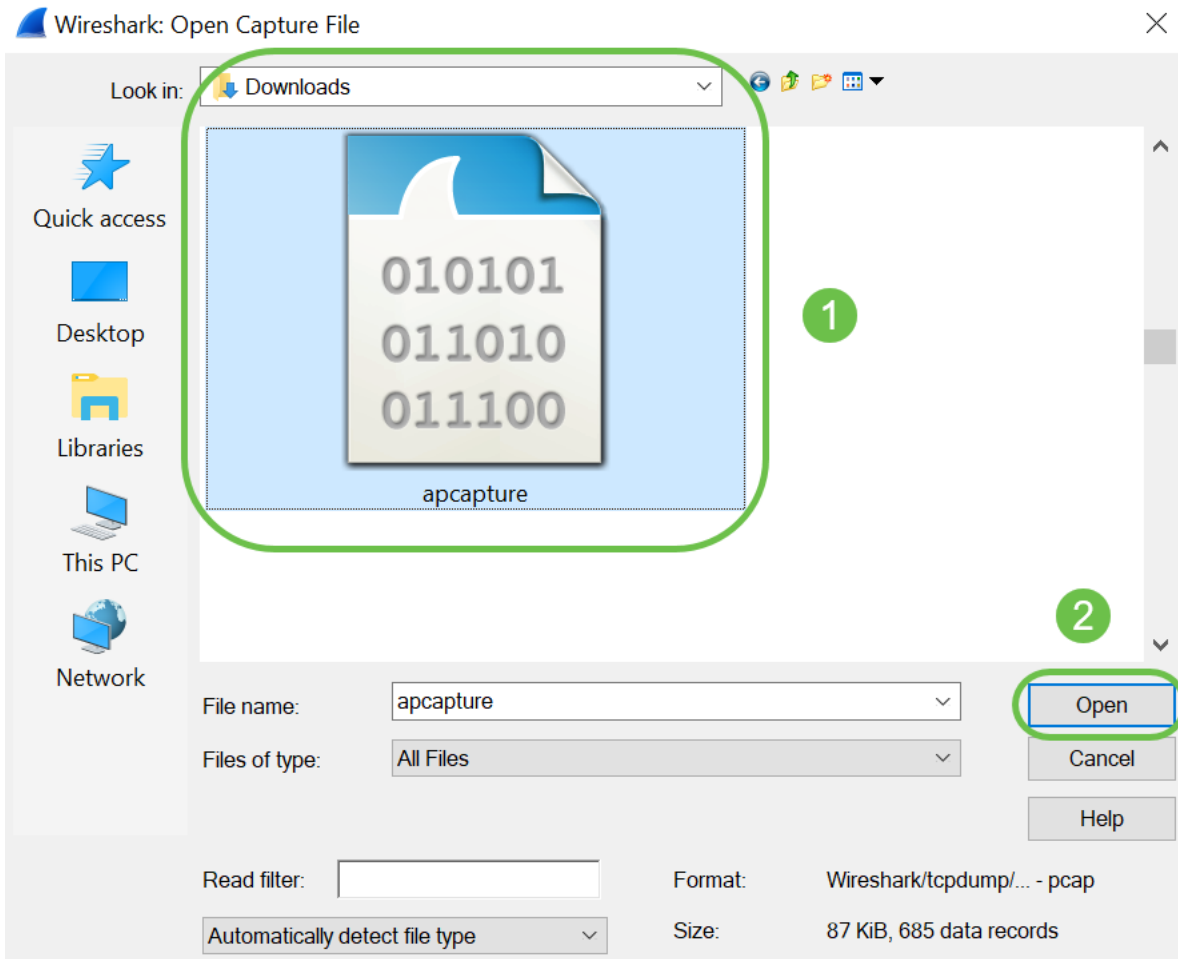 Wireshark: Open Capture File
Look in: Downloads
Quick access
Desktop
Libraries
This PC
Network
010101
011010
011100
apcapture
1
2
File name: apcapture Open
Files of type: All Files Cancel
Help
Read filter: Format: Wireshark/tcpdump/... - pcap
Automatically detect file type Size: 87 KiB, 685 data records